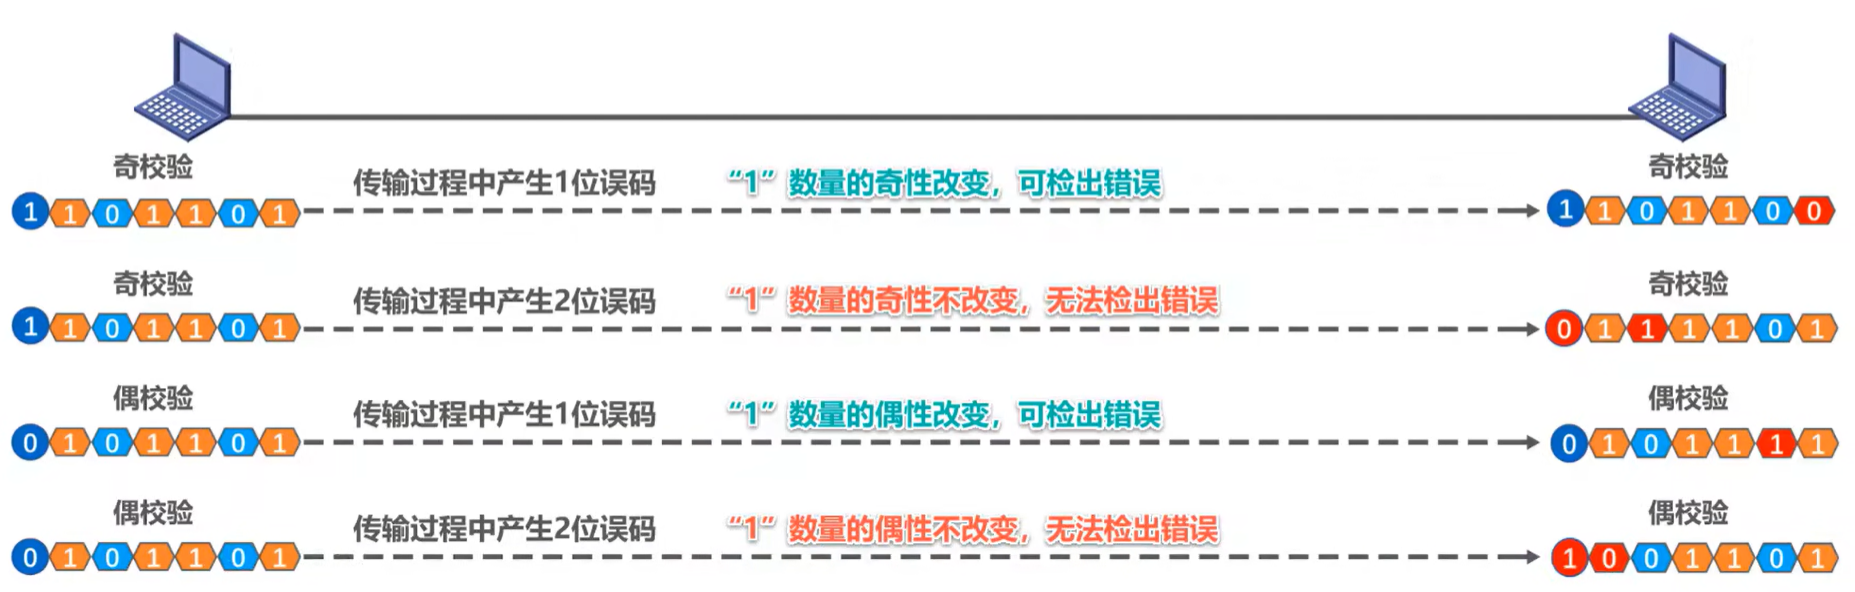 奇校验
奇校验
传输过程中产生1位误码 “1”数量的奇性改变，可检出错误
1 1 0 1 1 0 1
1 1 0 1 1 0 0
奇校验
奇校验
传输过程中产生2位误码 “1”数量的奇性不改变，无法检出错误
1 1 0 1 1 0 1
0 1 1 1 1 0 1
偶校验
偶校验
传输过程中产生1位误码 “1”数量的偶性改变，可检出错误
0 1 0 1 1 0 1
0 1 0 1 1 1 1
偶校验
偶校验
传输过程中产生2位误码 “1”数量的偶性不改变，无法检出错误
0 1 0 1 1 0 1
1 0 0 1 1 0 1